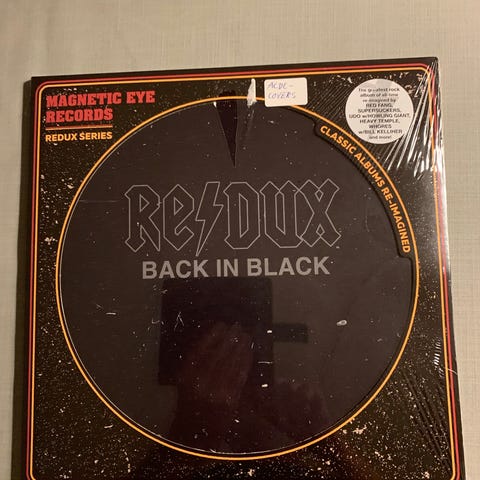 MAGNETIC EYE
RECORDS
REDUX SERIES
ACDC-
COVERS
The greatest rock
album of all-time
re-imagined by
RED FANG,
SUPERSUCKERS,
UDO w/HOWLING GIANT,
HEAVY TEMPLE,
WHORES
w/BILL KELLIHER
and more!
CLASSIC ALBUMS RE-IMAGINED
RE/DUX
BACK IN BLACK